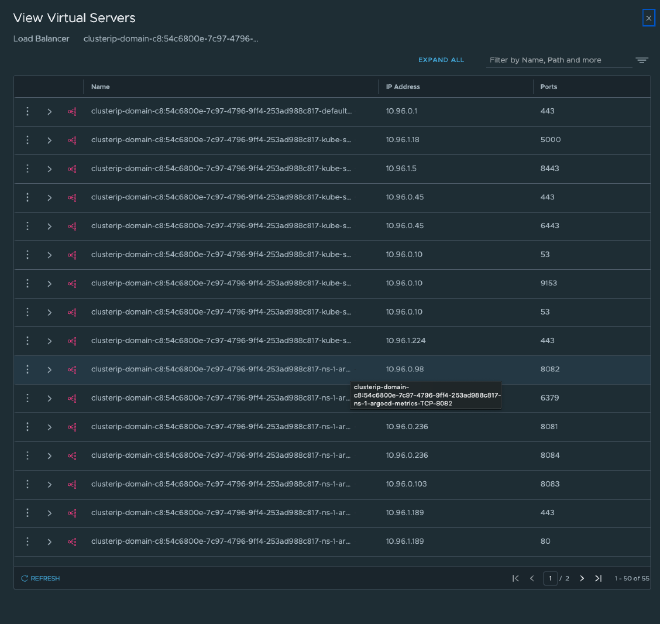 View Virtual Servers
Load Balancer clusterip-domain-c8:54c6800e-7c97-4796-...
EXPAND ALL Filter by Name, Path and more
Name IP Address Ports
clusterip-domain-c8:54c6800e-7c97-4796-9ff4-253ad988c817-default... 10.96.0.1 443
clusterip-domain-c8:54c6800e-7c97-4796-9ff4-253ad988c817-kube-s... 10.96.1.18 5000
clusterip-domain-c8:54c6800e-7c97-4796-9ff4-253ad988c817-kube-s... 10.96.1.5 8443
clusterip-domain-c8:54c6800e-7c97-4796-9ff4-253ad988c817-kube-s... 10.96.0.45 443
clusterip-domain-c8:54c6800e-7c97-4796-9ff4-253ad988c817-kube-s... 10.96.0.45 6443
clusterip-domain-c8:54c6800e-7c97-4796-9ff4-253ad988c817-kube-s... 10.96.0.10 53
clusterip-domain-c8:54c6800e-7c97-4796-9ff4-253ad988c817-kube-s... 10.96.0.10 9153
clusterip-domain-c8:54c6800e-7c97-4796-9ff4-253ad988c817-kube-s... 10.96.0.10 53
clusterip-domain-c8:54c6800e-7c97-4796-9ff4-253ad988c817-kube-s... 10.96.1.224 443
clusterip-domain-c8:54c6800e-7c97-4796-9ff4-253ad988c817-ns-1-ar... 10.96.0.98 8082
clusterip-domain-
c8:54c6800e-7c97-4796-9ff4-253ad988c817-
ns-1-argocd-metrics-TCP-8082
clusterip-domain-c8:54c6800e-7c97-4796-9ff4-253ad988c817-ns-1-ar... 6379
clusterip-domain-c8:54c6800e-7c97-4796-9ff4-253ad988c817-ns-1-ar... 10.96.0.236 8081
clusterip-domain-c8:54c6800e-7c97-4796-9ff4-253ad988c817-ns-1-ar... 10.96.0.236 8084
clusterip-domain-c8:54c6800e-7c97-4796-9ff4-253ad988c817-ns-1-ar... 10.96.0.103 8083
clusterip-domain-c8:54c6800e-7c97-4796-9ff4-253ad988c817-ns-1-ar... 10.96.1.189 443
clusterip-domain-c8:54c6800e-7c97-4796-9ff4-253ad988c817-ns-1-ar... 10.96.1.189 80
REFRESH 1 / 2 1 - 50 of 55